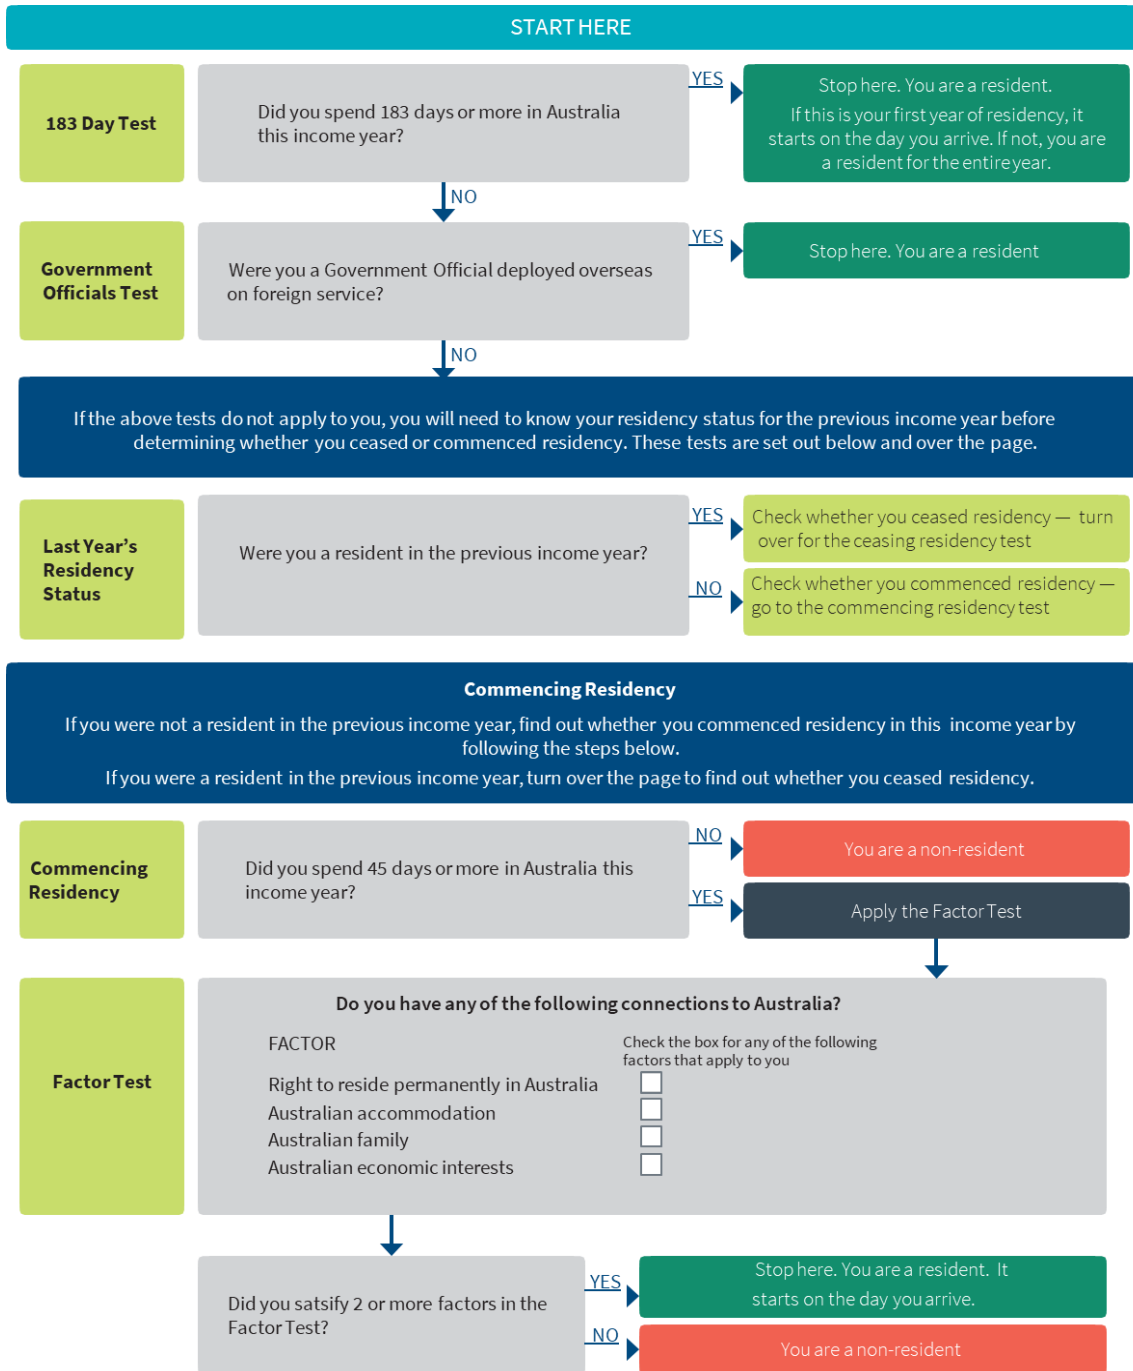 START HERE
183 Day Test
Did you spend 183 days or more in Australia
this income year?
YES
Stop here. You are a resident.
If this is your first year of residency, it
starts on the day you arrive. If not, you are
a resident for the entire year.
NO
Government
Officials Test
Were you a Government Official deployed overseas
on foreign service?
YES
Stop here. You are a resident
NO
If the above tests do not apply to you, you will need to know your residency status for the previous income year before
determining whether you ceased or commenced residency. These tests are set out below and over the page.
Last Year's
Residency
Status
Were you a resident in the previous income year?
YES
Check whether you ceased residency — turn
over for the ceasing residency test
NO
Check whether you commenced residency —
go to the commencing residency test
Commencing Residency
If you were not a resident in the previous income year, find out whether you commenced residency in this income year by
following the steps below.
If you were a resident in the previous income year, turn over the page to find out whether you ceased residency.
Commencing
Residency
Did you spend 45 days or more in Australia this
income year?
NO
You are a non-resident
YES
Apply the Factor Test
Factor Test
Do you have any of the following connections to Australia?
FACTOR
Check the box for any of the following
factors that apply to you
Right to reside permanently in Australia
Australian accommodation
Australian family
Australian economic interests
Did you satsify 2 or more factors in the
Factor Test?
YES
Stop here. You are a resident. It
starts on the day you arrive.
NO
You are a non-resident